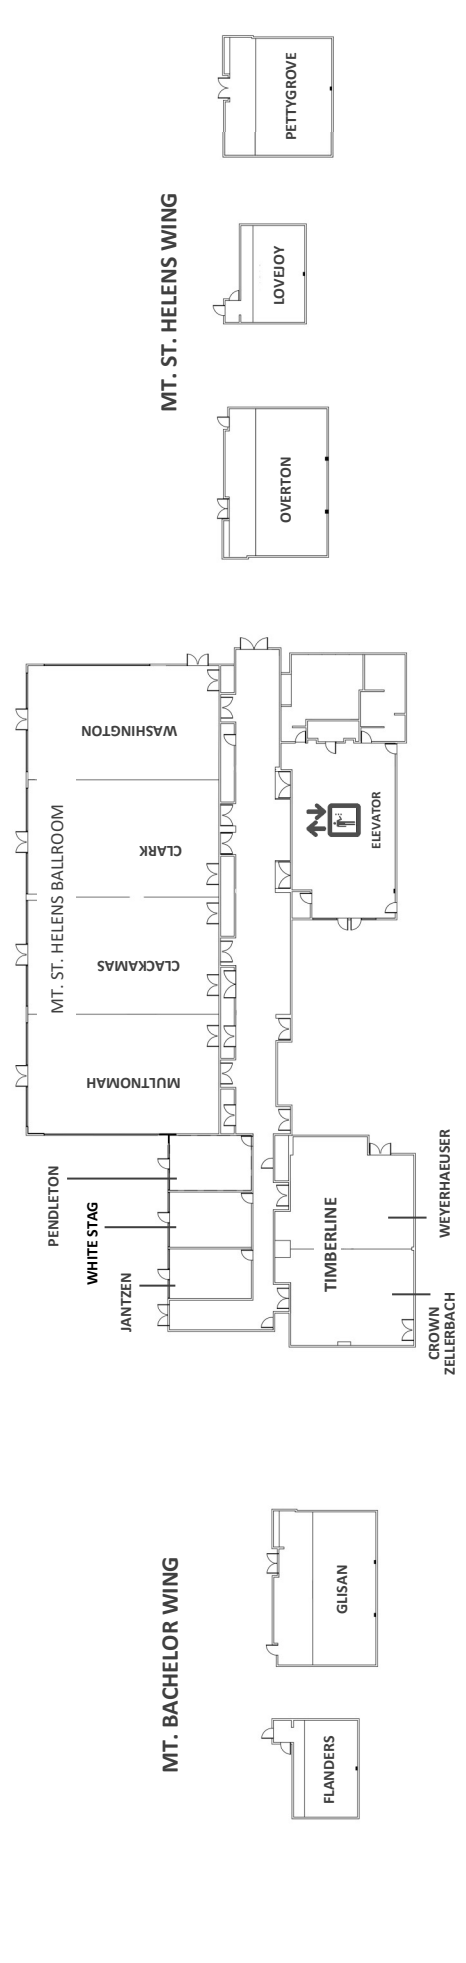 PETTYGROVE
LOVEJOY
MT. ST. HELENS WING
OVERTON
WASHINGTON
CLARK
ELEVATOR
MT. ST. HELENS BALLROOM
CLACKAMAS
MULTNOMAH
PENDLETON
WHITE STAG
JANTZEN
TIMBERLINE
WEYERHAEUSER
CROWN
ZELLERBACH
MT. BACHELOR WING
GLISAN
FLANDERS